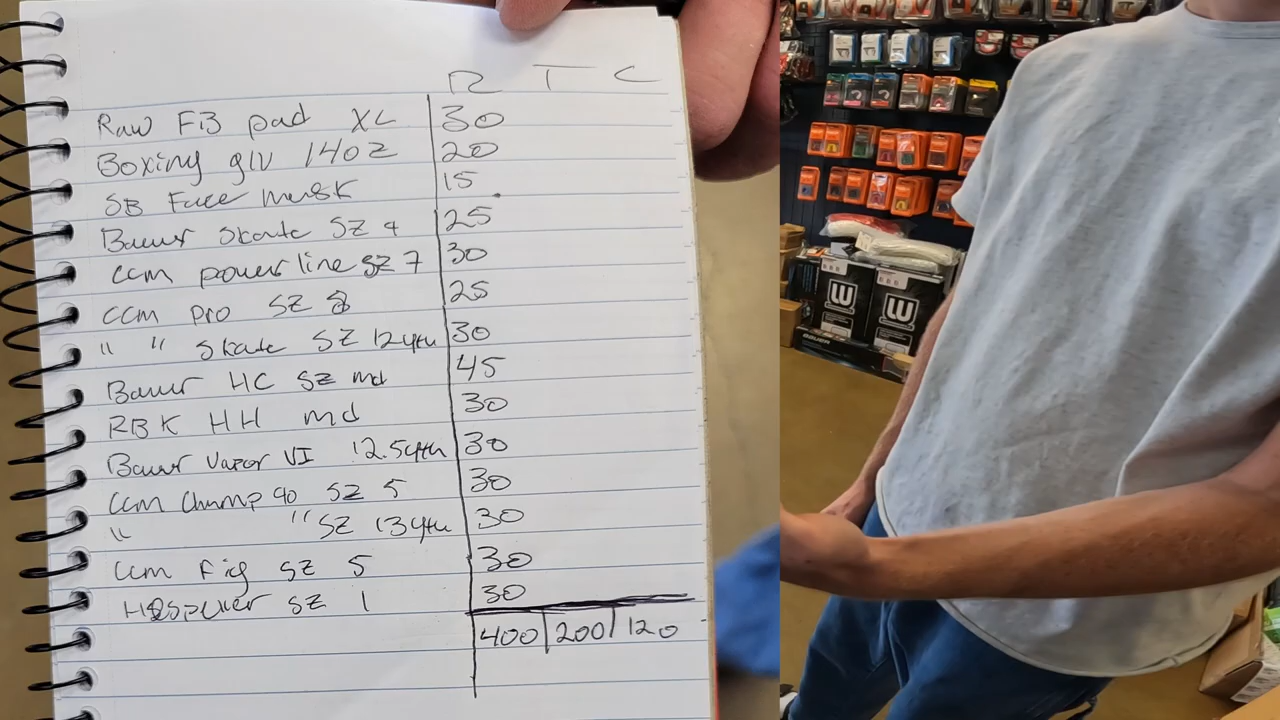 R T C
Raw FB pad XL 30
Boxing glv 14oz 20
SB Face mask 15
Bauer Skate SZ 4 25
CCM powerline SZ 7 30
CCM pro SZ 8 25
" " Skate SZ 12yth 30
Bauer HC SZ md 45
RBK HH md 30
Bauer Vapor VI 12.5yth 30
CCM Champ 90 SZ 5 30
" " SZ 13yth 30
CCM Fig SZ 5 30
SZ 1 30
400 200 120
W W